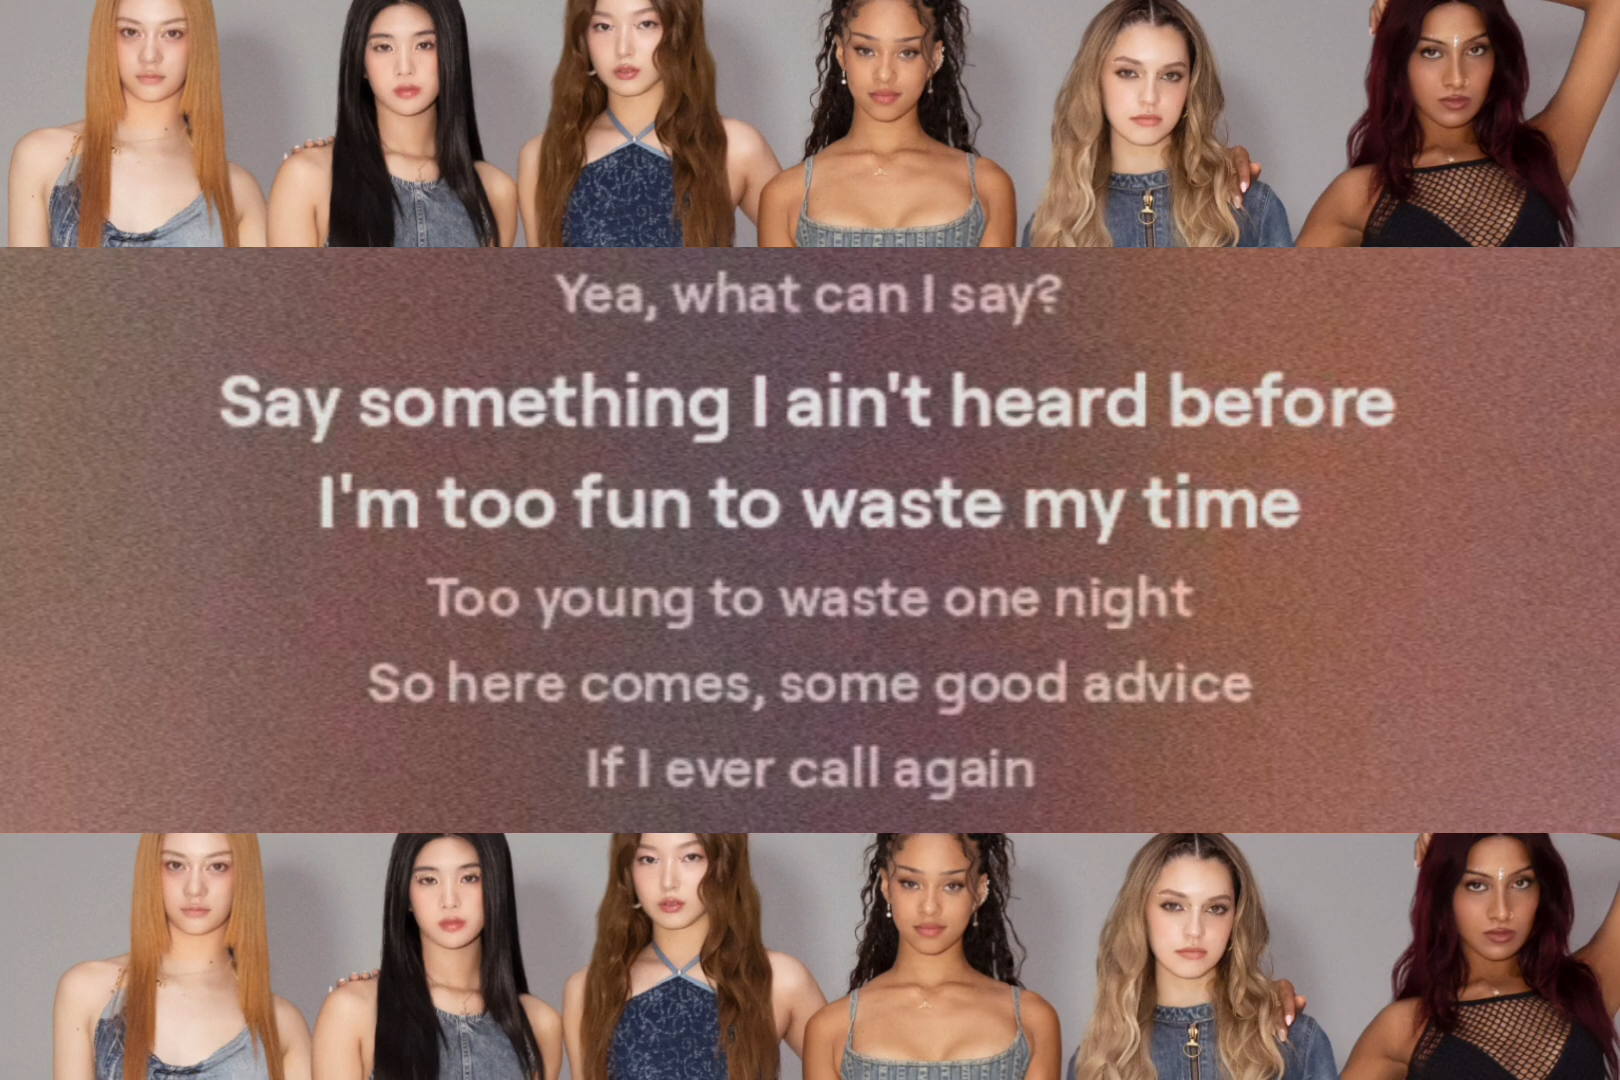 Yea, what can I say?
Say something I ain't heard before
I'm too fun to waste my time
Too young to waste one night
So here comes, some good advice
If I ever call again